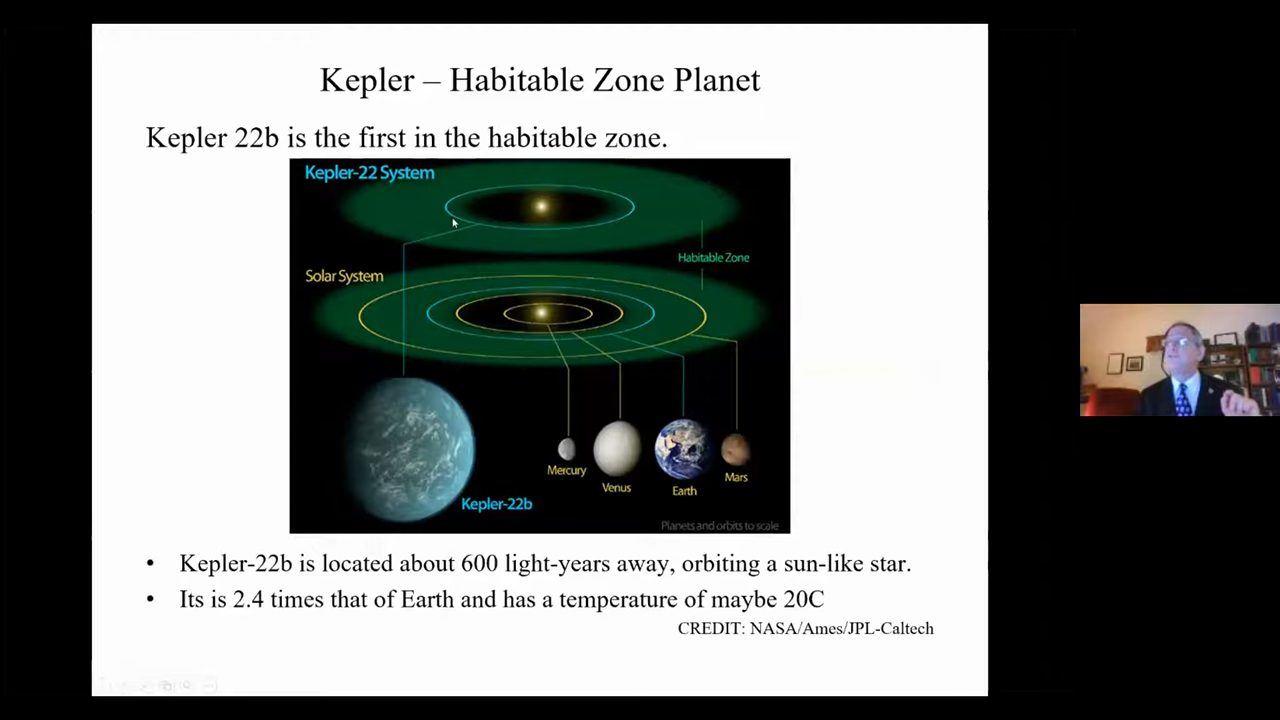 Kepler – Habitable Zone Planet
Kepler 22b is the first in the habitable zone.
Kepler-22 System
Habitable Zone
Solar System
Mercury
Venus
Earth
Mars
Kepler-22b
Planets and orbits to scale
• Kepler-22b is located about 600 light-years away, orbiting a sun-like star.
• Its is 2.4 times that of Earth and has a temperature of maybe 20C
CREDIT: NASA/Ames/JPL-Caltech